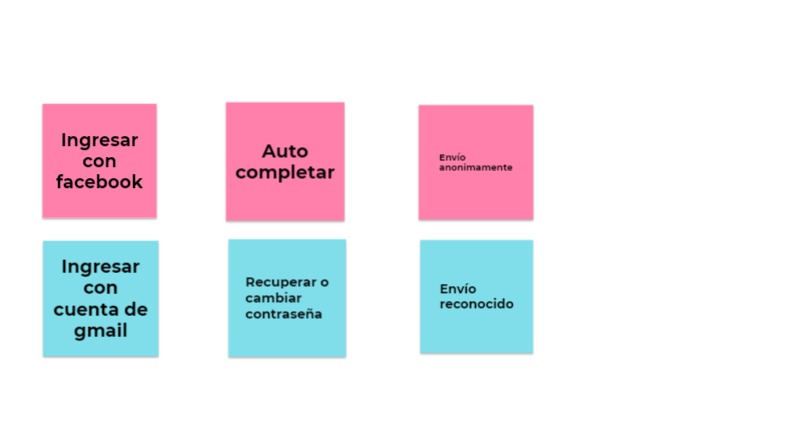 Ingresar
con
facebook
Auto
completar
Envío
anonimamente
Ingresar
con
cuenta de
gmail
Recuperar o
cambiar
contraseña
Envío
reconocido